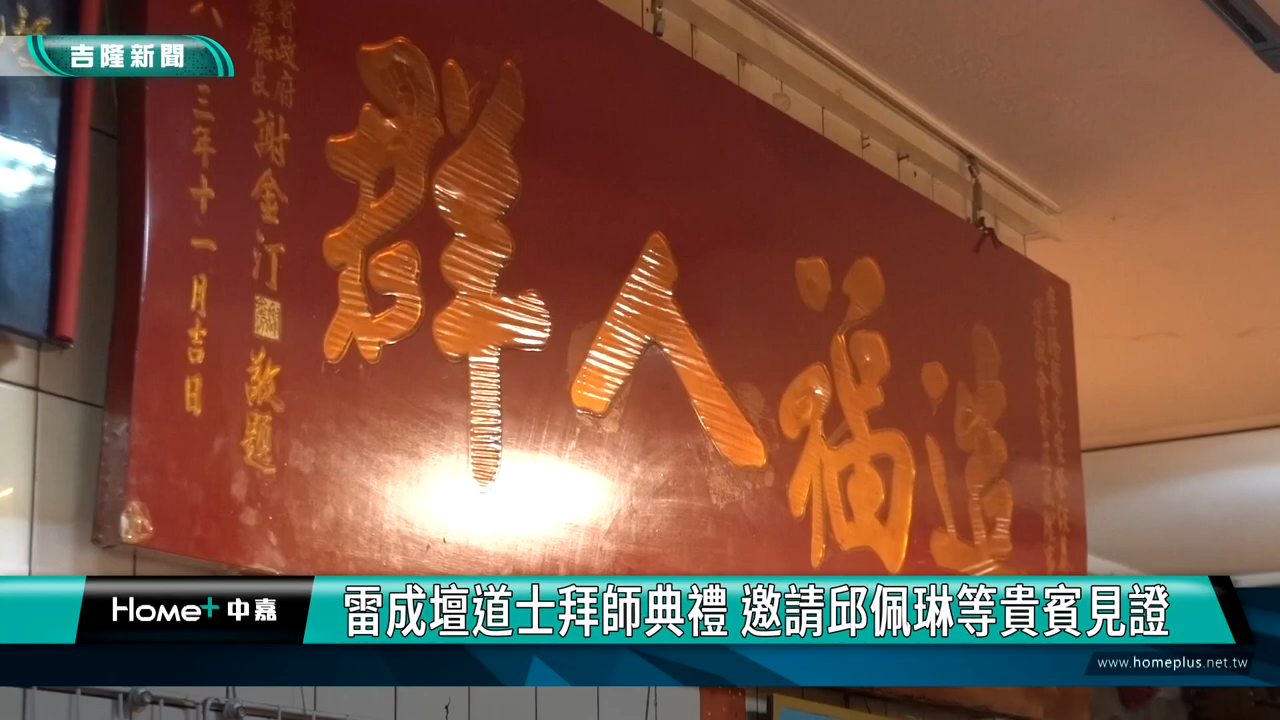 吉隆新聞
造福人群
省政府
廳長謝金汀 敬題
八三年十一月吉日
Home+中嘉
雷成壇道士拜師典禮 邀請邱佩琳等貴賓見證
www.homeplus.net.tw